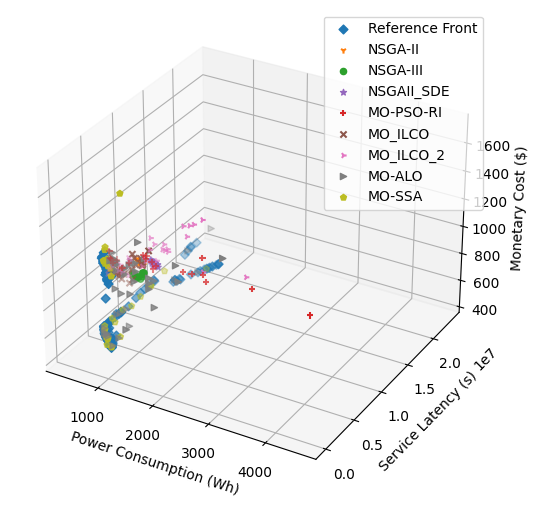 Reference Front
NSGA-II
NSGA-III
NSGAII_SDE
MO-PSO-RI
MO_ILCO
MO_ILCO_2
MO-ALO
MO-SSA
1600
1400
1200
1000
800
600
400
Monetary Cost ($)
1000
2000
3000
4000
Power Consumption (Wh)
0.0
0.5
1.0
1.5
2.0
1e7
Service Latency (s)